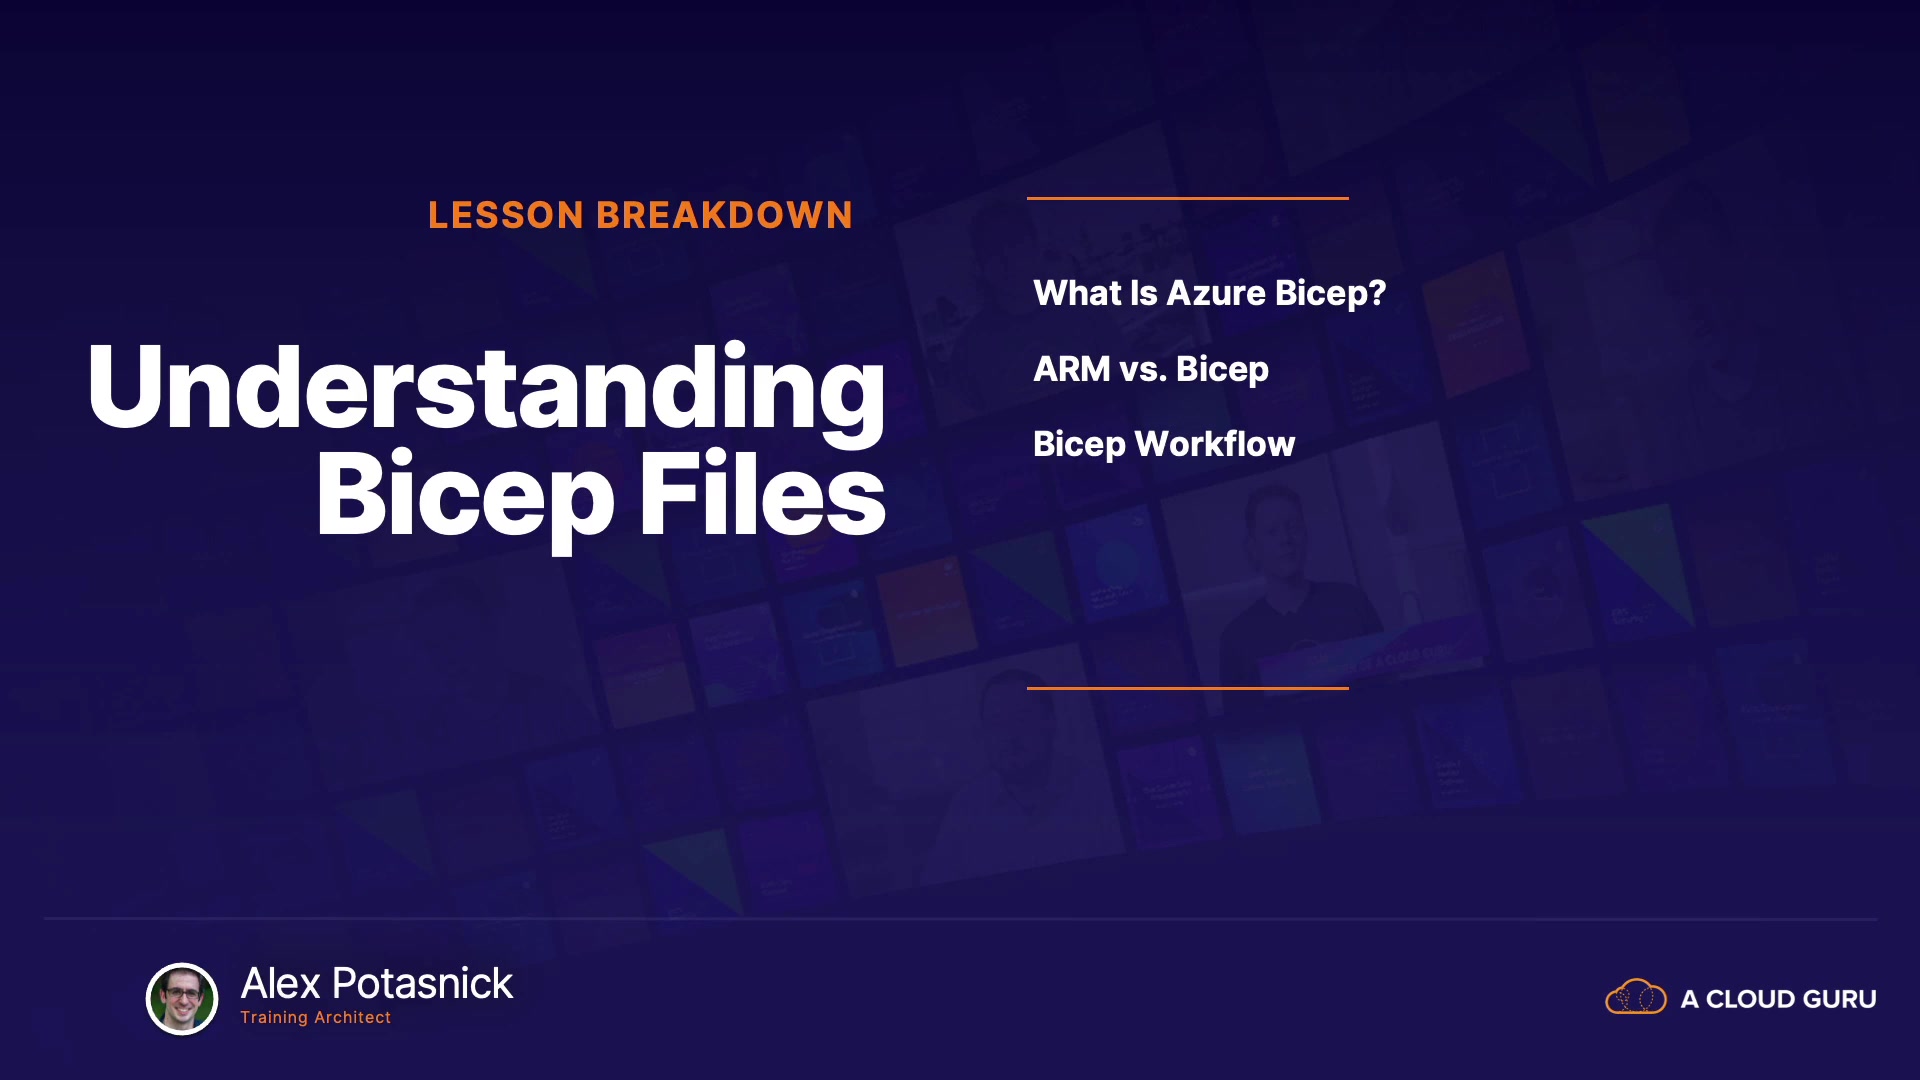 LESSON BREAKDOWN
Understanding
Bicep Files
What Is Azure Bicep?
ARM vs. Bicep
Bicep Workflow
Alex Potasnick
Training Architect
A CLOUD GURU